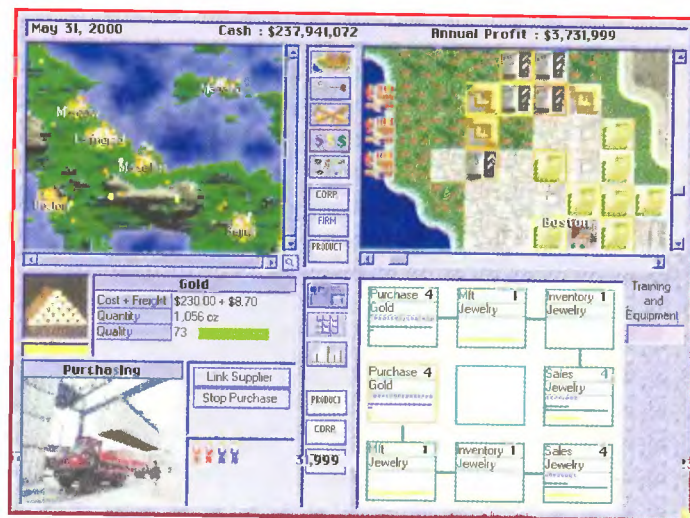 May 31, 2000
Cash : $237,941,072
Annual Profit : $3,731,999
CORP.
FIRM
PRODUCT
Boston
Gold
Cost + Freight $230.00 + $8.70
Quantity 1,056 oz
Quality 73
Purchasing
Link Supplier
Stop Purchase
PRODUCT
CORP.
31,999
Purchase 4
Gold
Mft 1
Jewelry
Inventory 1
Jewelry
Training
and
Equipment
Purchase 4
Gold
Sales 4
Jewelry
Mft 1
Jewelry
Inventory 1
Jewelry
Sales 4
Jewelry